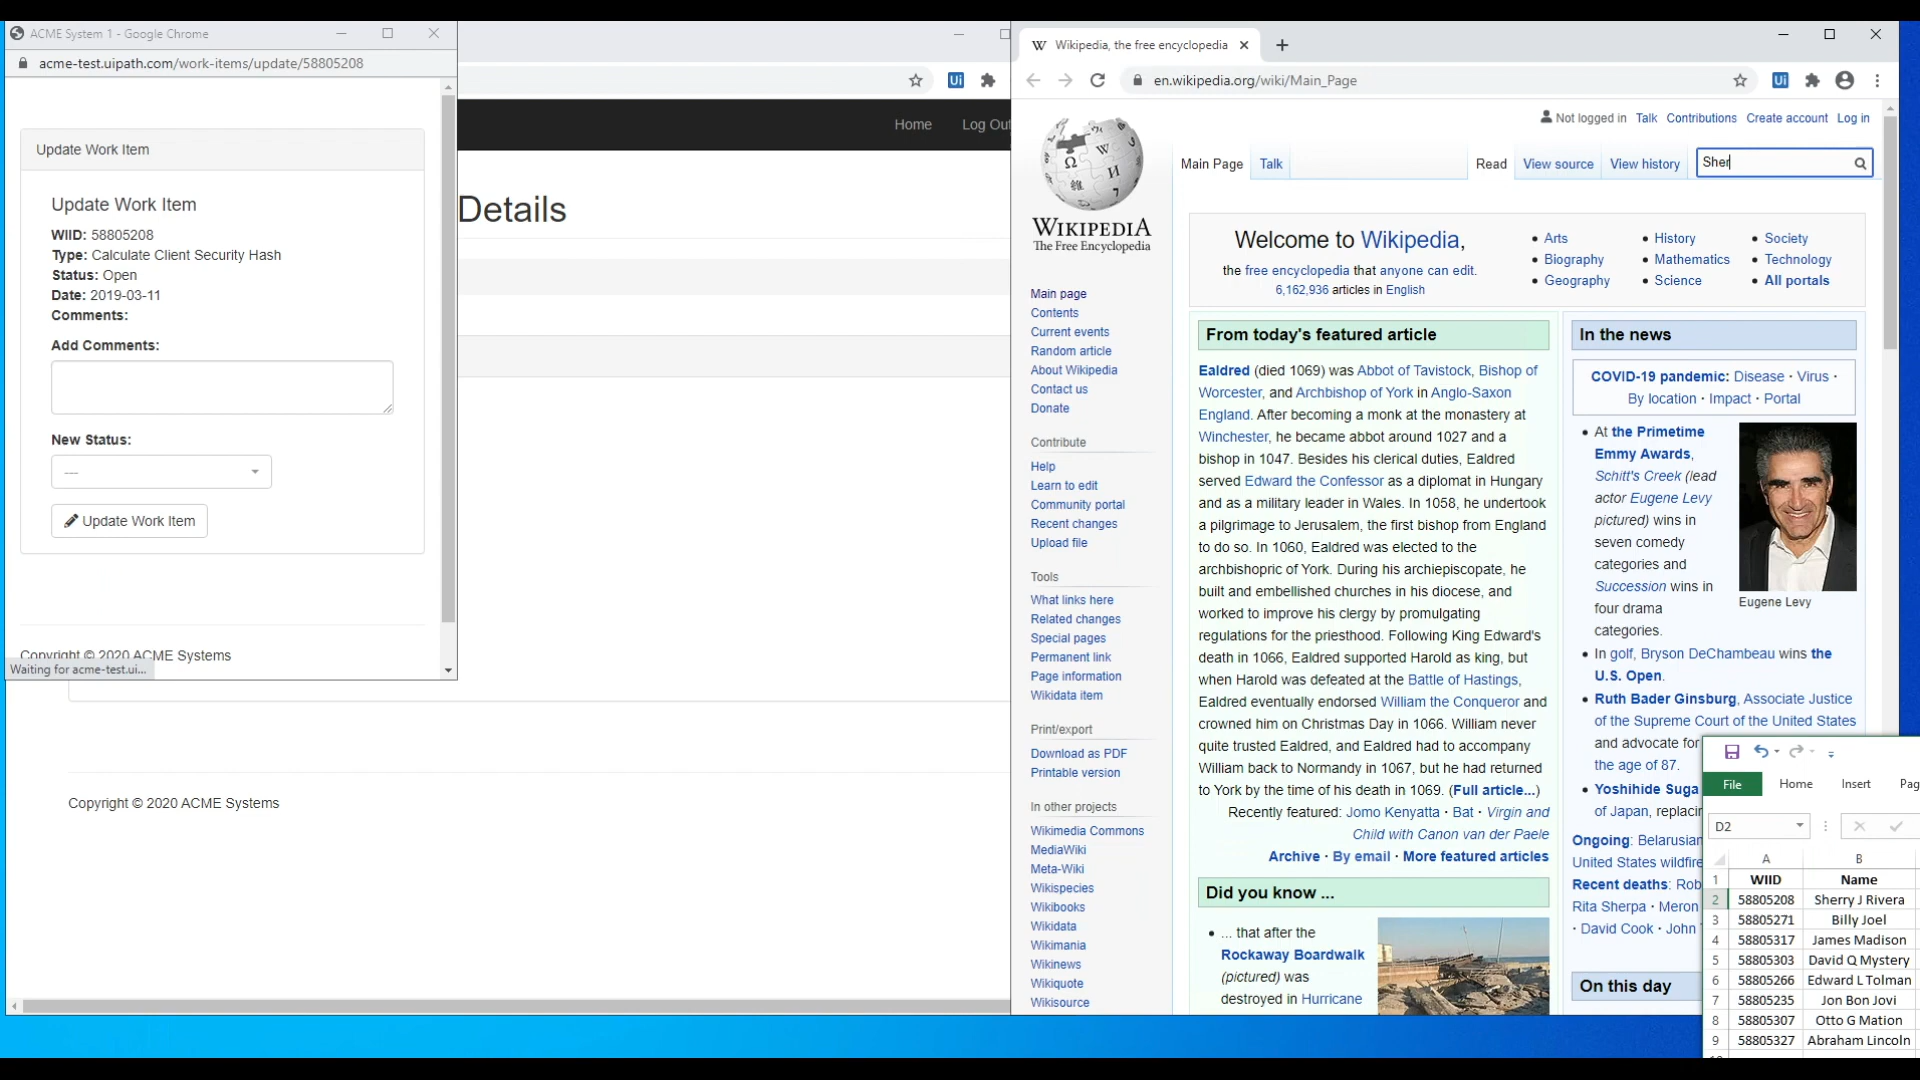 ACME System 1 - Google Chrome
acme-test.uipath.com/work-items/update/58805208
Update Work Item
Update Work Item
WIID: 58805208
Type: Calculate Client Security Hash
Status: Open
Date: 2019-03-11
Comments:
Add Comments:
New Status:
---
Update Work Item
Copyright © 2020 ACME Systems
Waiting for acme-test.ui...
Ui
Home
Log Out
Details
Copyright © 2020 ACME Systems
W Wikipedia, the free encyclopedia
en.wikipedia.org/wiki/Main_Page
Ui
Not logged in Talk Contributions Create account Log in
Main Page Talk Read View source View history
Sher
WIKIPEDIA
The Free Encyclopedia
Main page
Contents
Current events
Random article
About Wikipedia
Contact us
Donate
Contribute
Help
Learn to edit
Community portal
Recent changes
Upload file
Tools
What links here
Related changes
Special pages
Permanent link
Page information
Wikidata item
Print/export
Download as PDF
Printable version
In other projects
Wikimedia Commons
MediaWiki
Meta-Wiki
Wikispecies
Wikibooks
Wikidata
Wikimania
Wikinews
Wikiquote
Wikisource
Welcome to Wikipedia,
the free encyclopedia that anyone can edit.
6,162,936 articles in English
Arts
Biography
Geography
History
Mathematics
Science
Society
Technology
All portals
From today's featured article
Ealdred (died 1069) was Abbot of Tavistock, Bishop of
Worcester, and Archbishop of York in Anglo-Saxon
England. After becoming a monk at the monastery at
Winchester, he became abbot around 1027 and a
bishop in 1047. Besides his clerical duties, Ealdred
served Edward the Confessor as a diplomat in Hungary
and as a military leader in Wales. In 1058, he undertook
a pilgrimage to Jerusalem, the first bishop from England
to do so. In 1060, Ealdred was elected to the
archbishopric of York. During his archiepiscopate, he
built and embellished churches in his diocese, and
worked to improve his clergy by promulgating
regulations for the priesthood. Following King Edward's
death in 1066, Ealdred supported Harold as king, but
when Harold was defeated at the Battle of Hastings,
Ealdred eventually endorsed William the Conqueror and
crowned him on Christmas Day in 1066. William never
quite trusted Ealdred, and Ealdred had to accompany
William back to Normandy in 1067, but he had returned
to York by the time of his death in 1069. (Full article...)
Recently featured: Jomo Kenyatta · Bat · Virgin and
Child with Canon van der Paele
Archive · By email · More featured articles
Did you know ...
... that after the
Rockaway Boardwalk
(pictured) was
destroyed in Hurricane
In the news
COVID-19 pandemic: Disease · Virus ·
By location · Impact · Portal
At the Primetime
Emmy Awards,
Schitt's Creek (lead
actor Eugene Levy
pictured) wins in
seven comedy
categories and
Succession wins in
four drama
categories.
Eugene Levy
In golf, Bryson DeChambeau wins the
U.S. Open.
Ruth Bader Ginsburg, Associate Justice
of the Supreme Court of the United States
and advocate for
the age of 87.
Yoshihide Suga
of Japan, replacin
Ongoing: Belarusian
United States wildfire
Recent deaths: Rob
Rita Sherpa · Meron
· David Cook · John
On this day
File Home Insert Pag
D2
A B
1 WIID Name
2 58805208 Sherry J Rivera
3 58805271 Billy Joel
4 58805317 James Madison
5 58805303 David Q Mystery
6 58805266 Edward L Tolman
7 58805235 Jon Bon Jovi
8 58805307 Otto G Mation
9 58805327 Abraham Lincoln